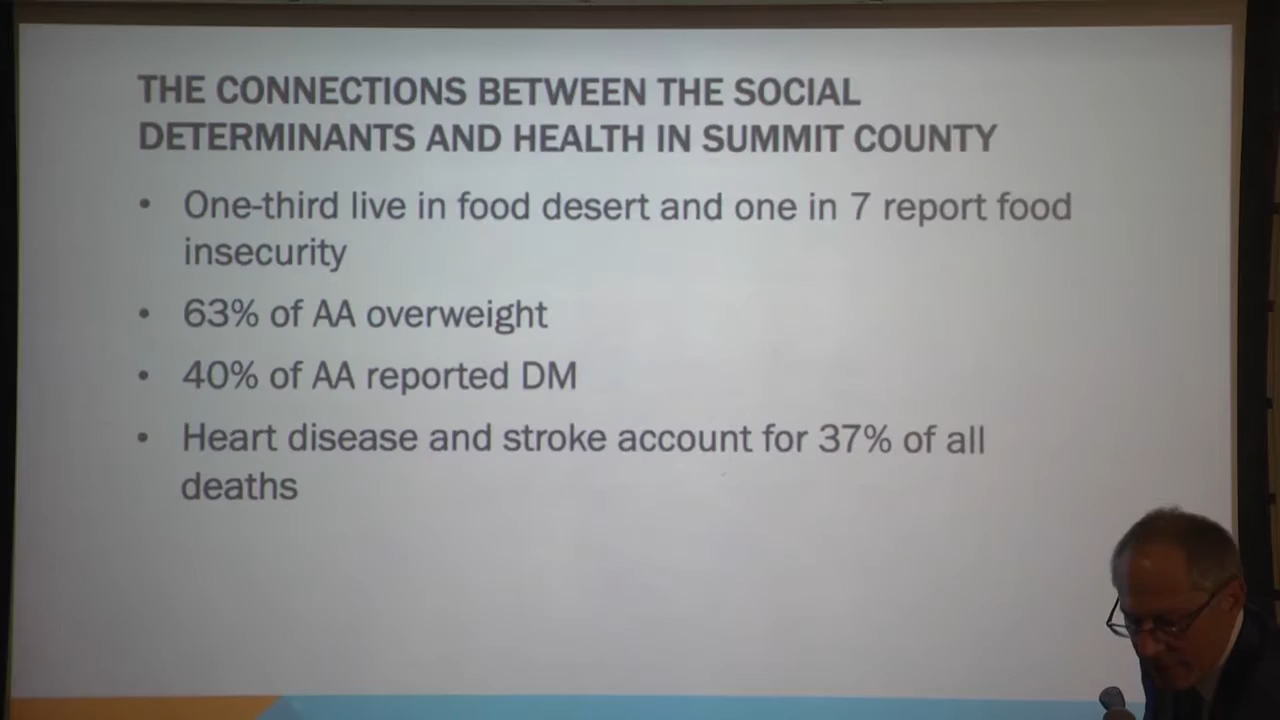 THE CONNECTIONS BETWEEN THE SOCIAL
DETERMINANTS AND HEALTH IN SUMMIT COUNTY
• One-third live in food desert and one in 7 report food
insecurity
• 63% of AA overweight
• 40% of AA reported DM
• Heart disease and stroke account for 37% of all
deaths